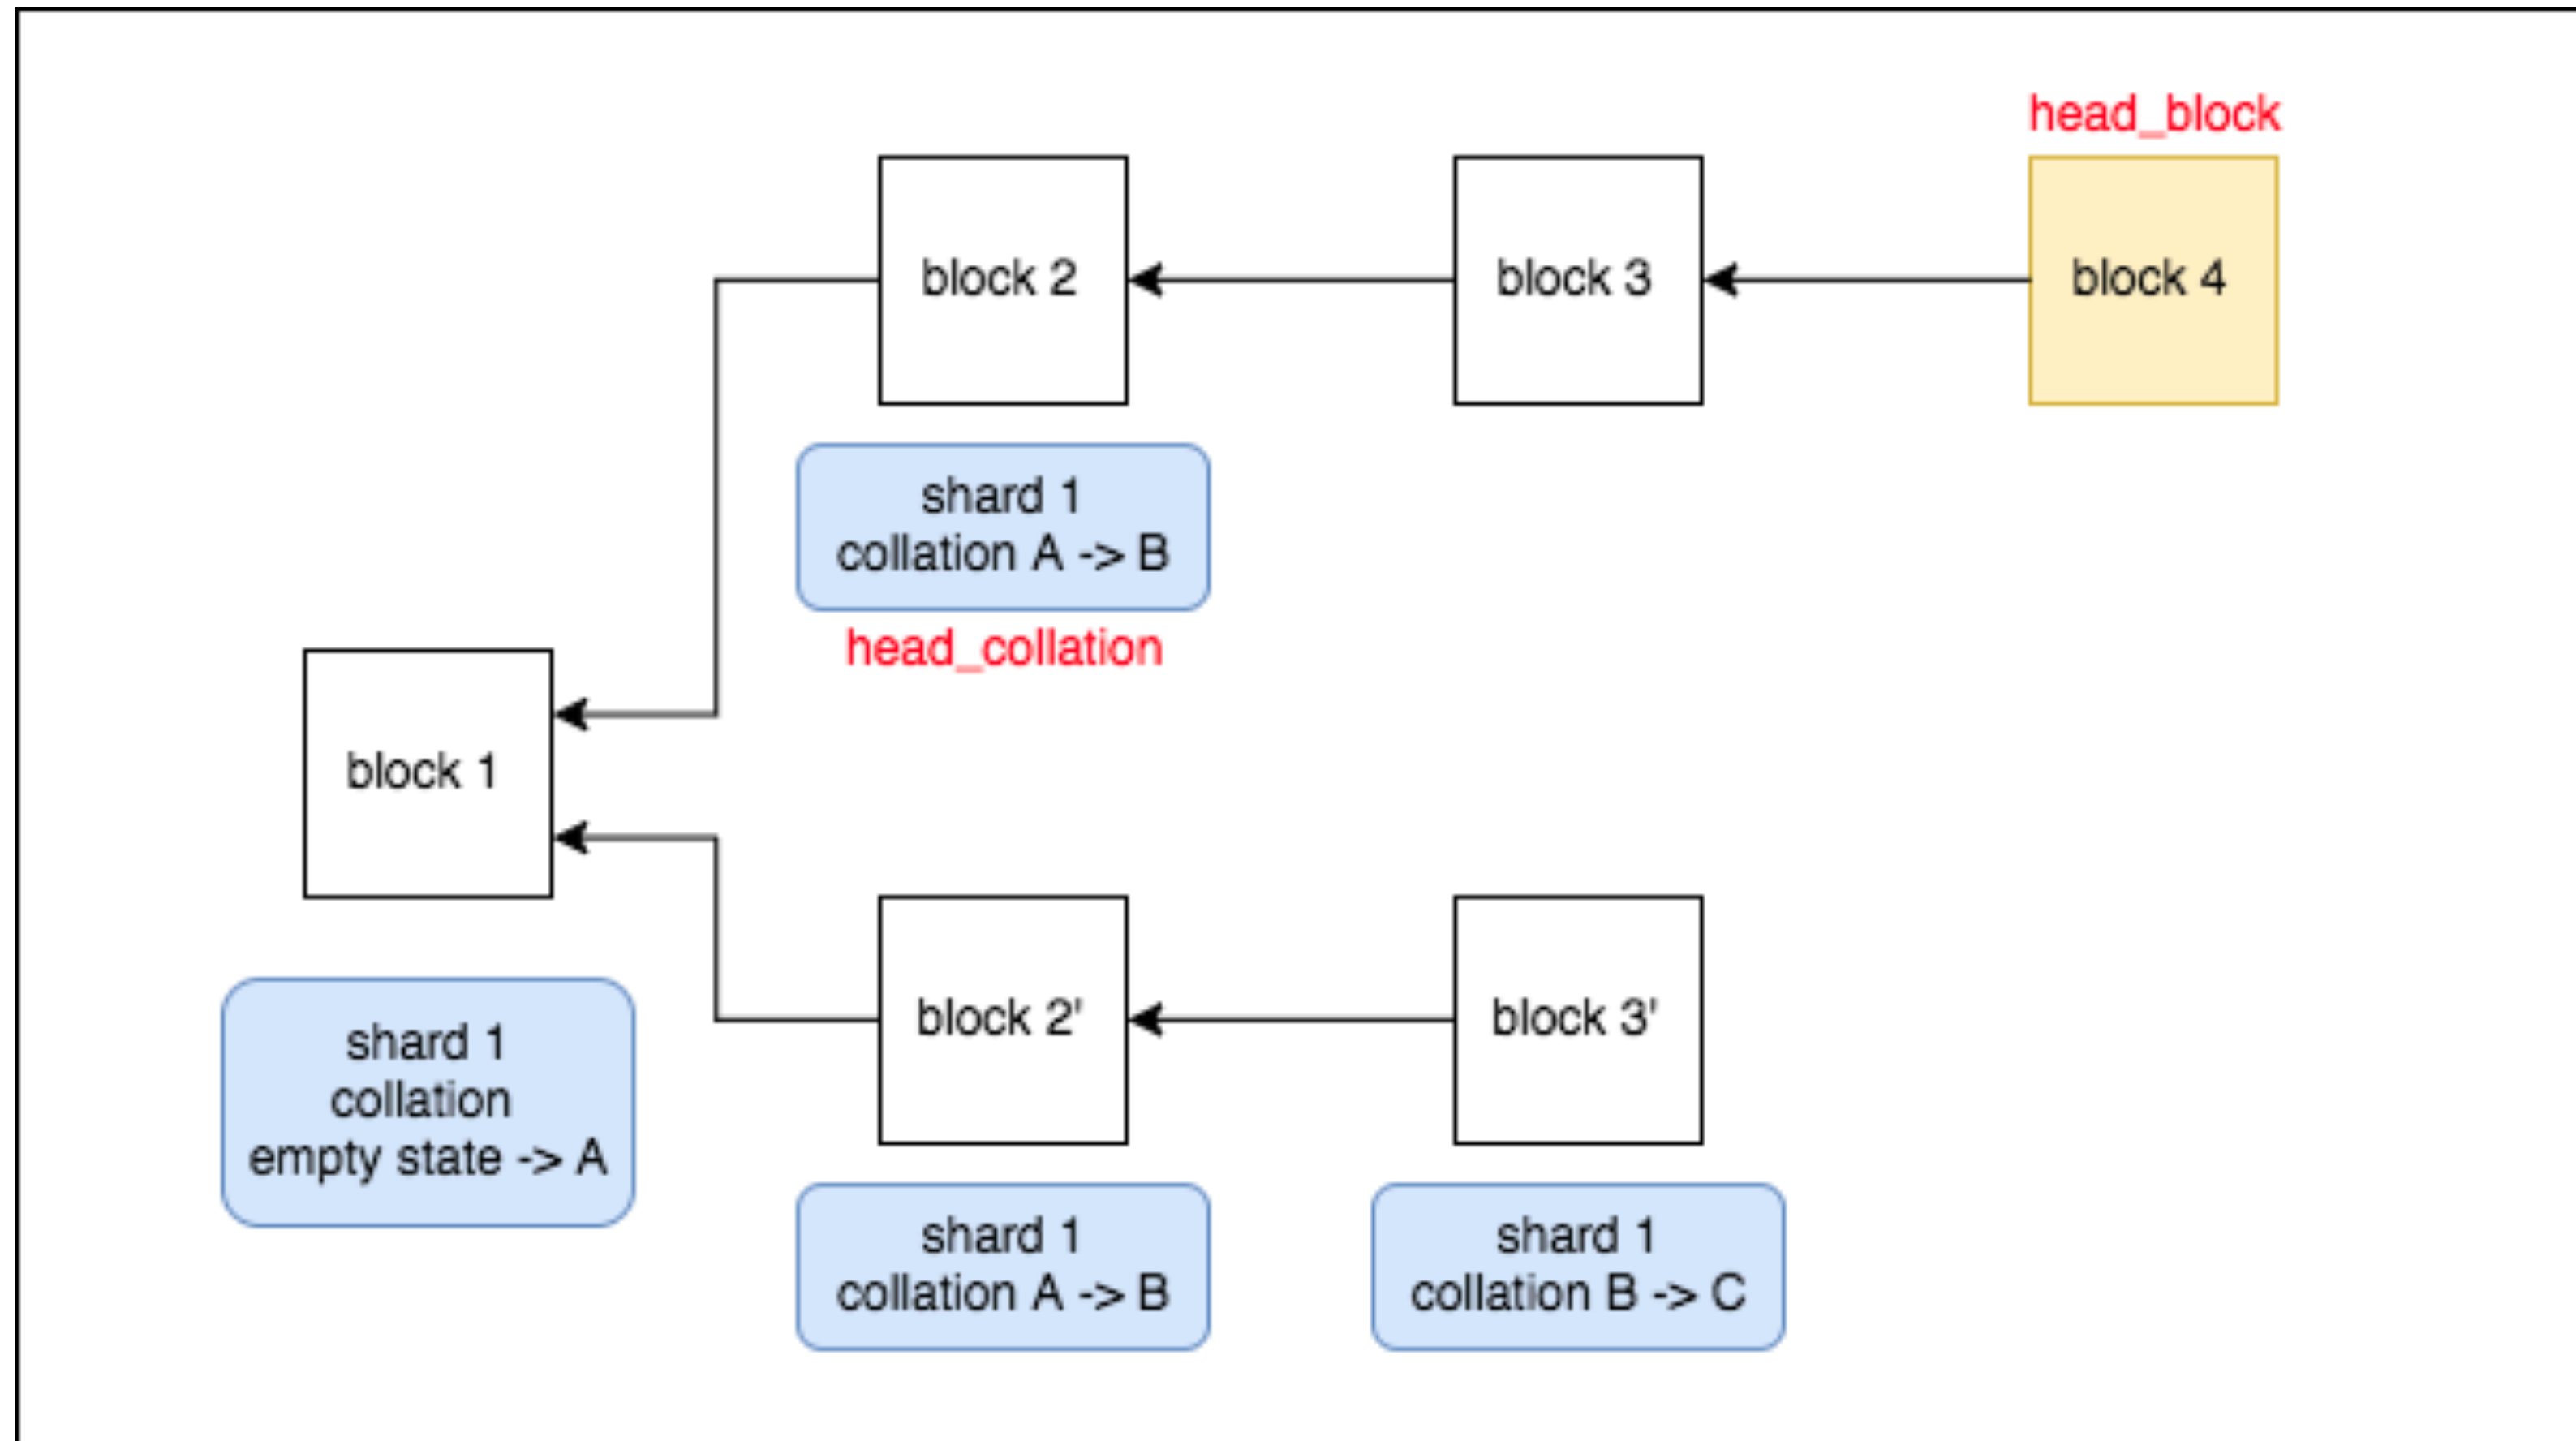 head_block
block 2
block 3
block 4
shard 1
collation A -> B
head_collation
block 1
block 2'
block 3'
shard 1
collation
empty state -> A
shard 1
collation A -> B
shard 1
collation B -> C